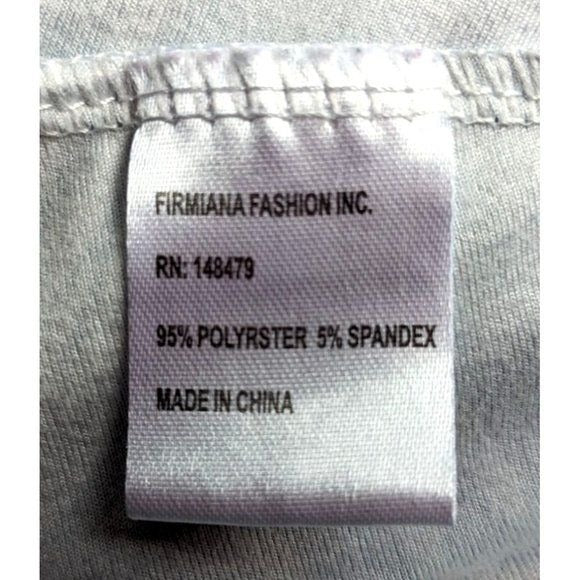 FIRMIANA FASHION INC.
RN: 148479
95% POLYRSTER 5% SPANDEX
MADE IN CHINA